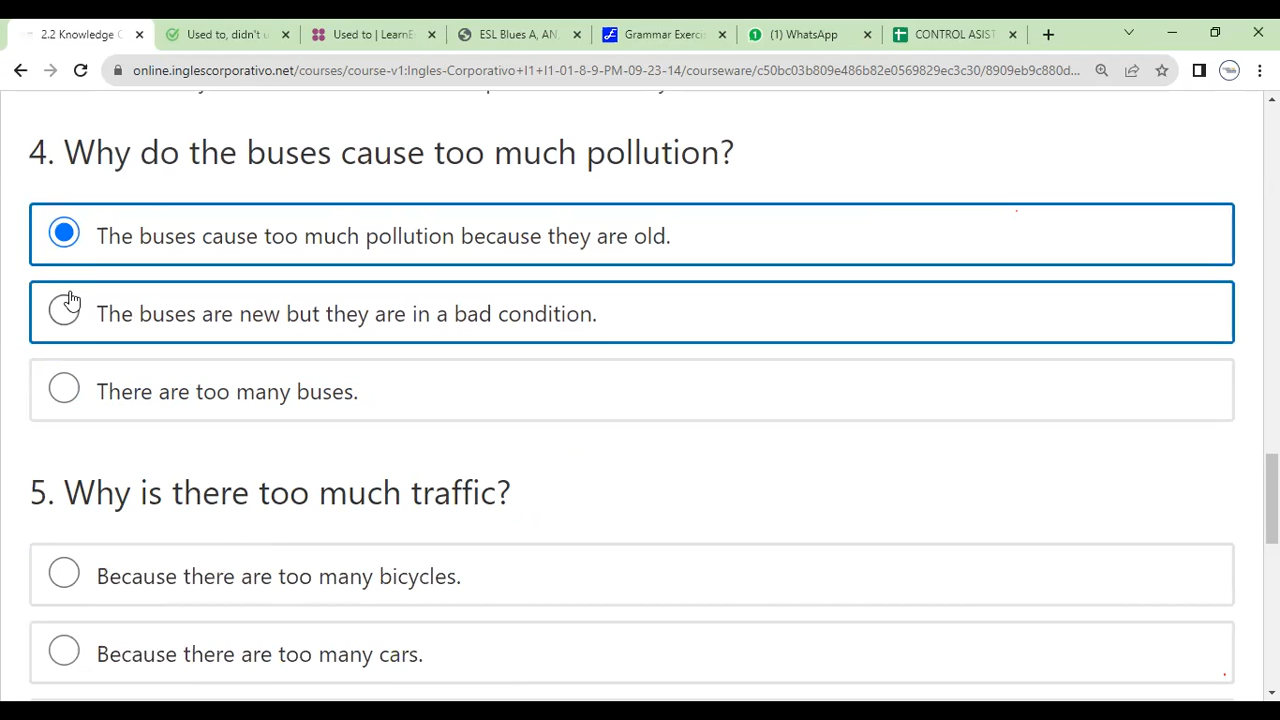 2.2 Knowledge C
Used to, didn't u
Used to | LearnE
ESL Blues A, AN,
Grammar Exerci
(1) WhatsApp
CONTROL ASIST
online.inglescorporativo.net/courses/course-v1:Ingles-Corporativo+I1+I1-01-8-9-PM-09-23-14/courseware/c50bc03b809e486b82e0569829ec3c30/8909eb9c880d...
4. Why do the buses cause too much pollution?
The buses cause too much pollution because they are old.
The buses are new but they are in a bad condition.
There are too many buses.
5. Why is there too much traffic?
Because there are too many bicycles.
Because there are too many cars.